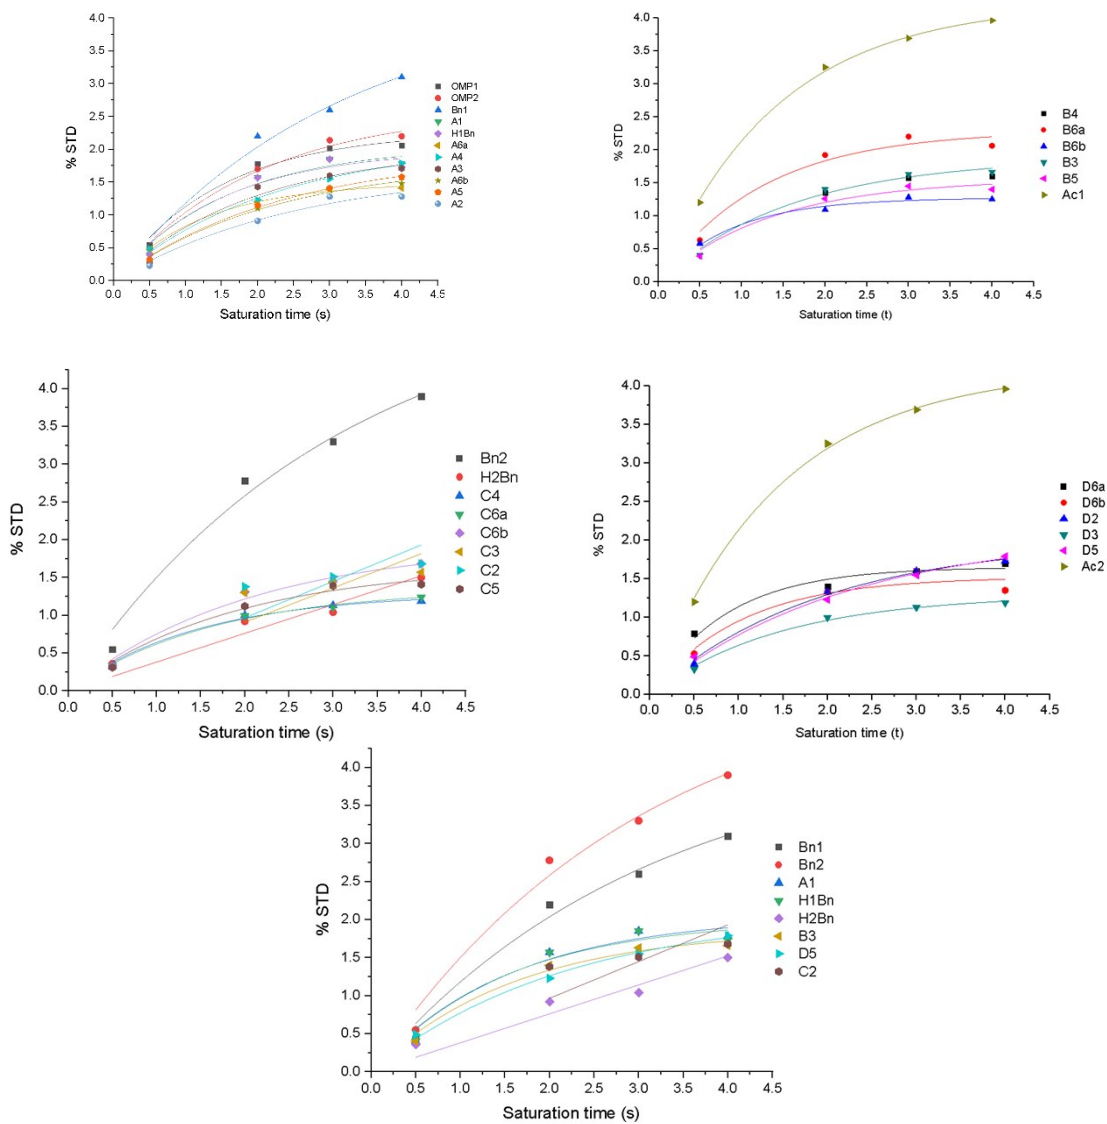 4.0
3.5
3.0
2.5
2.0
1.5
1.0
0.5
0.0
% STD
0.0 0.5 1.0 1.5 2.0 2.5 3.0 3.5 4.0 4.5
Saturation time (s)
OMP1
OMP2
Bn1
A1
H1Bn
A6a
A4
A3
A6b
A5
A2
4.0
3.5
3.0
2.5
2.0
1.5
1.0
0.5
0.0
% STD
0.0 0.5 1.0 1.5 2.0 2.5 3.0 3.5 4.0 4.5
Saturation time (t)
B4
B6a
B6b
B3
B5
Ac1
4.0
3.5
3.0
2.5
2.0
1.5
1.0
0.5
0.0
% STD
0.0 0.5 1.0 1.5 2.0 2.5 3.0 3.5 4.0 4.5
Saturation time (s)
Bn2
H2Bn
C4
C6a
C6b
C3
C2
C5
4.0
3.5
3.0
2.5
2.0
1.5
1.0
0.5
0.0
% STD
0.0 0.5 1.0 1.5 2.0 2.5 3.0 3.5 4.0 4.5
Saturation time (t)
D6a
D6b
D2
D3
D5
Ac2
4.0
3.5
3.0
2.5
2.0
1.5
1.0
0.5
0.0
% STD
0.0 0.5 1.0 1.5 2.0 2.5 3.0 3.5 4.0 4.5
Saturation time (s)
Bn1
Bn2
A1
H1Bn
H2Bn
B3
D5
C2